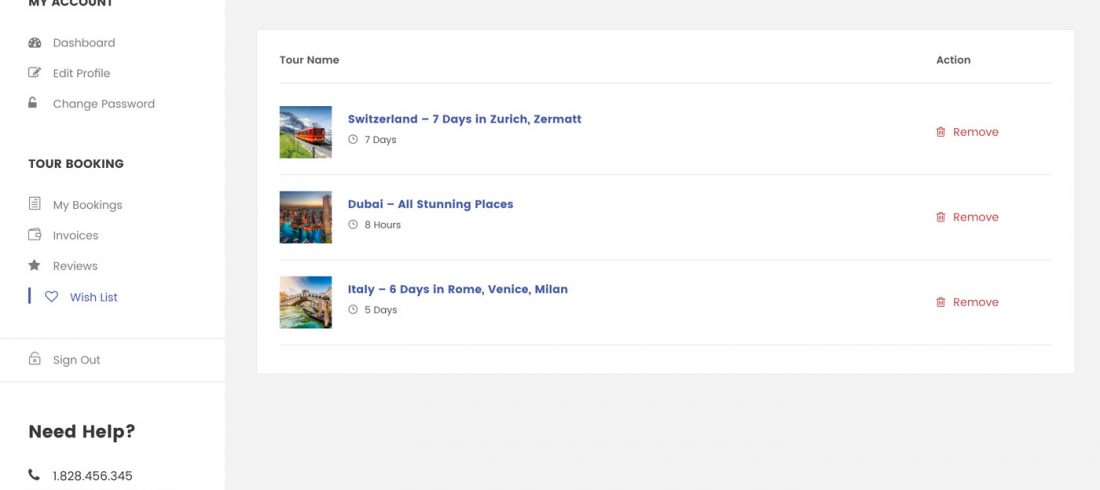 MY ACCOUNT
Dashboard
Edit Profile
Change Password
TOUR BOOKING
My Bookings
Invoices
Reviews
Wish List
Sign Out
Need Help?
1.828.456.345
Tour Name Action
Switzerland – 7 Days in Zurich, Zermatt
7 Days
Remove
Dubai – All Stunning Places
8 Hours
Remove
Italy – 6 Days in Rome, Venice, Milan
5 Days
Remove